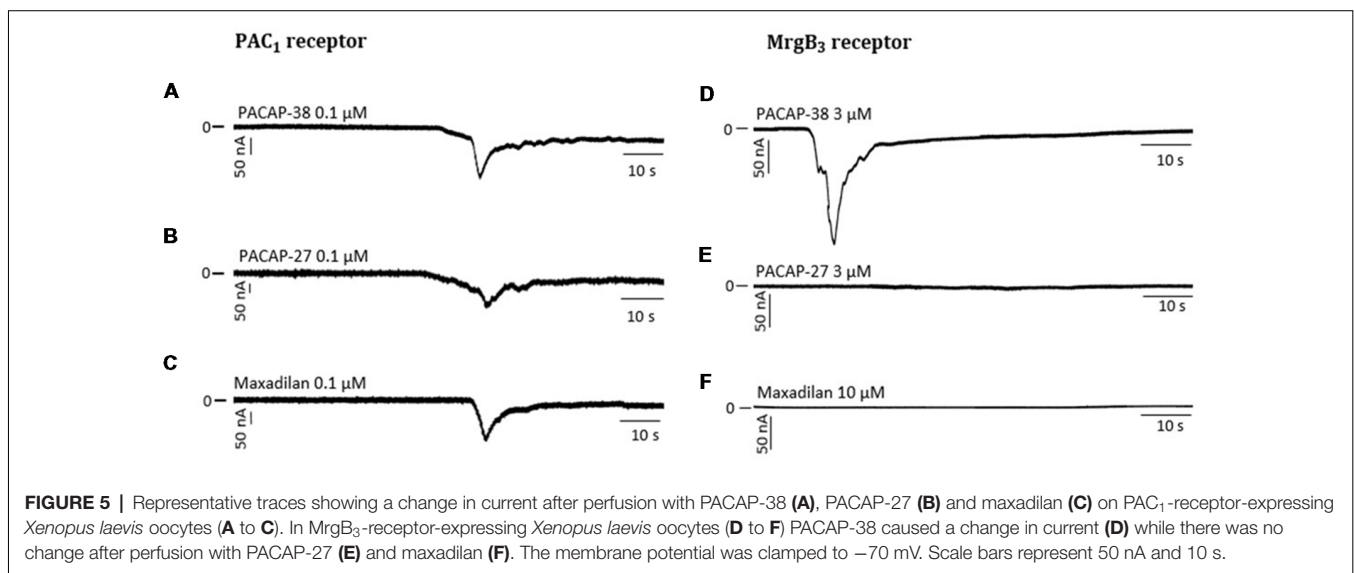 PAC₁ receptor
MrgB₃ receptor
A
PACAP-38 0.1 µM
0
50 nA
10 s
B
PACAP-27 0.1 µM
0
50 nA
10 s
C
Maxadilan 0.1 µM
0
50 nA
10 s
D
PACAP-38 3 µM
0
50 nA
10 s
E
PACAP-27 3 µM
0
50 nA
10 s
F
Maxadilan 10 µM
0
50 nA
10 s
FIGURE 5 | Representative traces showing a change in current after perfusion with PACAP-38 (A), PACAP-27 (B) and maxadilan (C) on PAC₁-receptor-expressing
Xenopus laevis oocytes (A to C). In MrgB₃-receptor-expressing Xenopus laevis oocytes (D to F) PACAP-38 caused a change in current (D) while there was no
change after perfusion with PACAP-27 (E) and maxadilan (F). The membrane potential was clamped to −70 mV. Scale bars represent 50 nA and 10 s.